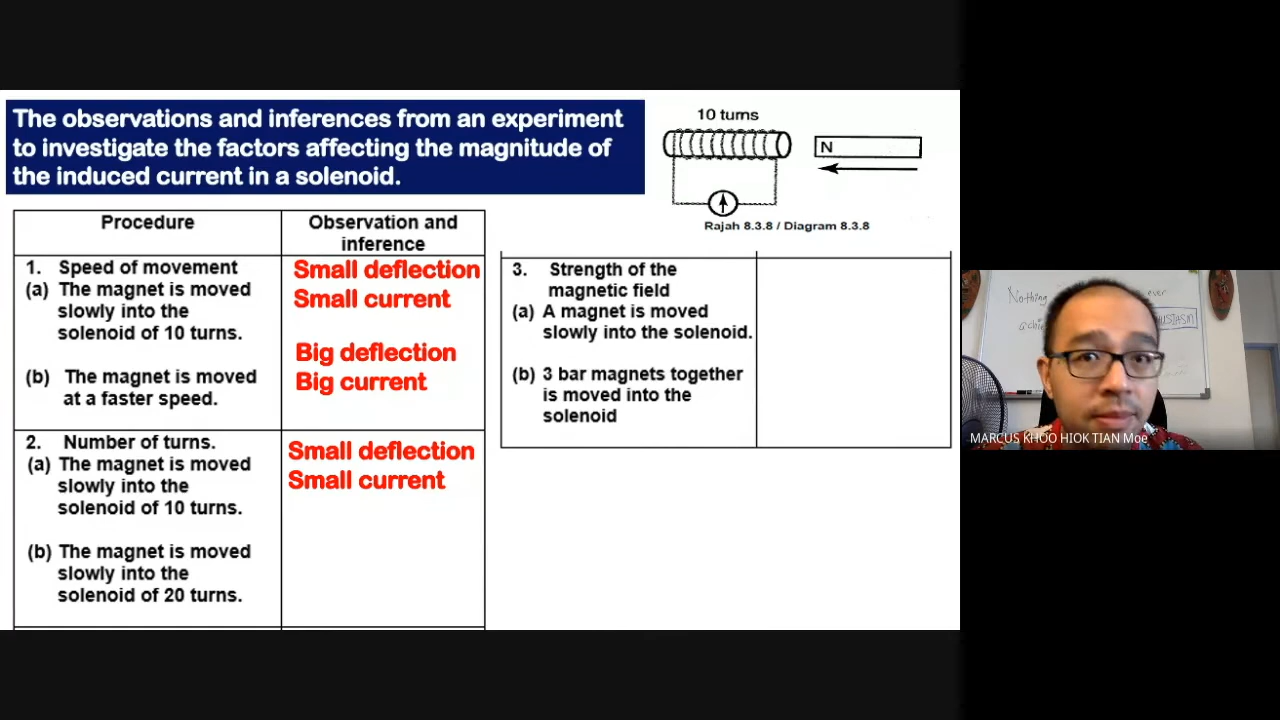 The observations and inferences from an experiment
to investigate the factors affecting the magnitude of
the induced current in a solenoid.
10 turns
N
Rajah 8.3.8 / Diagram 8.3.8
Procedure
Observation and
inference
1. Speed of movement
(a) The magnet is moved
slowly into the
solenoid of 10 turns.
(b) The magnet is moved
at a faster speed.
Small deflection
Small current
Big deflection
Big current
2. Number of turns.
(a) The magnet is moved
slowly into the
solenoid of 10 turns.
(b) The magnet is moved
slowly into the
solenoid of 20 turns.
Small deflection
Small current
3. Strength of the
magnetic field
(a) A magnet is moved
slowly into the solenoid.
(b) 3 bar magnets together
is moved into the
solenoid
Nothing
ever
MARCUS KHOO HIOK TIAN Moe